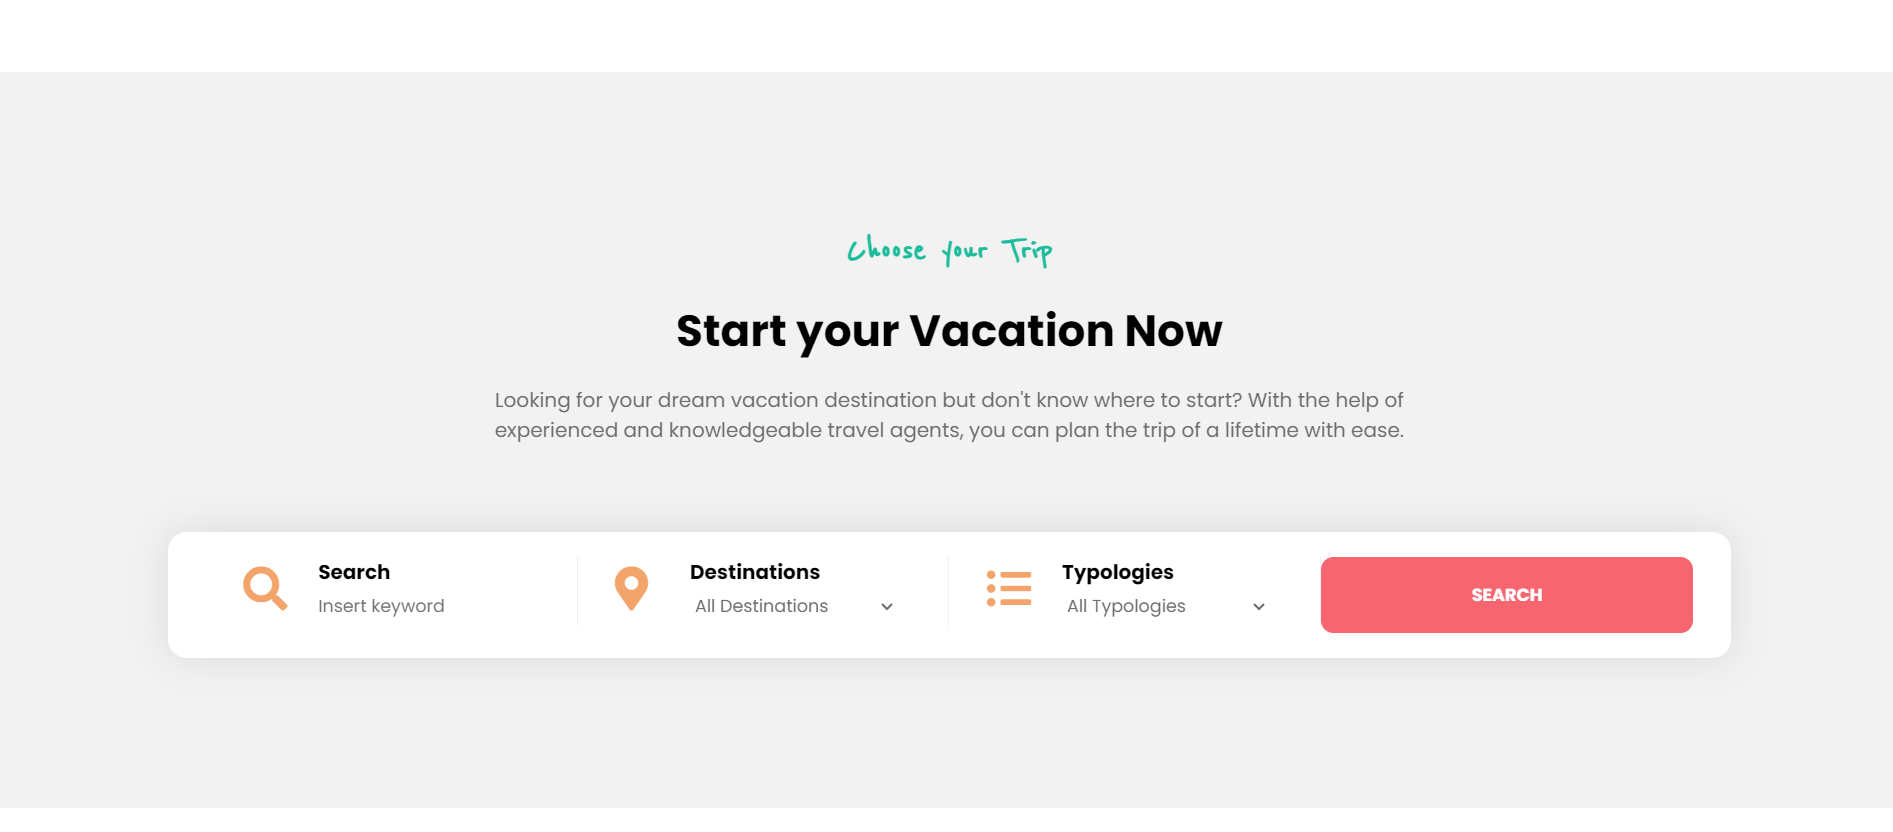 Choose your Trip
Start your Vacation Now
Looking for your dream vacation destination but don't know where to start? With the help of
experienced and knowledgeable travel agents, you can plan the trip of a lifetime with ease.
Search
Insert keyword
Destinations
All Destinations
Typologies
All Typologies
SEARCH